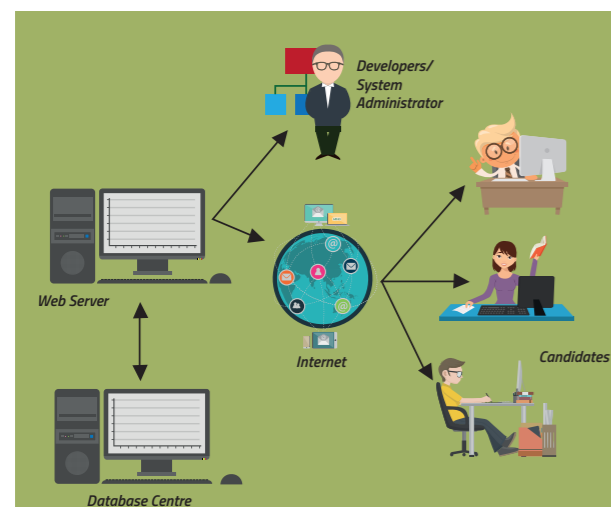 Developers/
System
Administrator
Web Server
Internet
Candidates
Database Centre